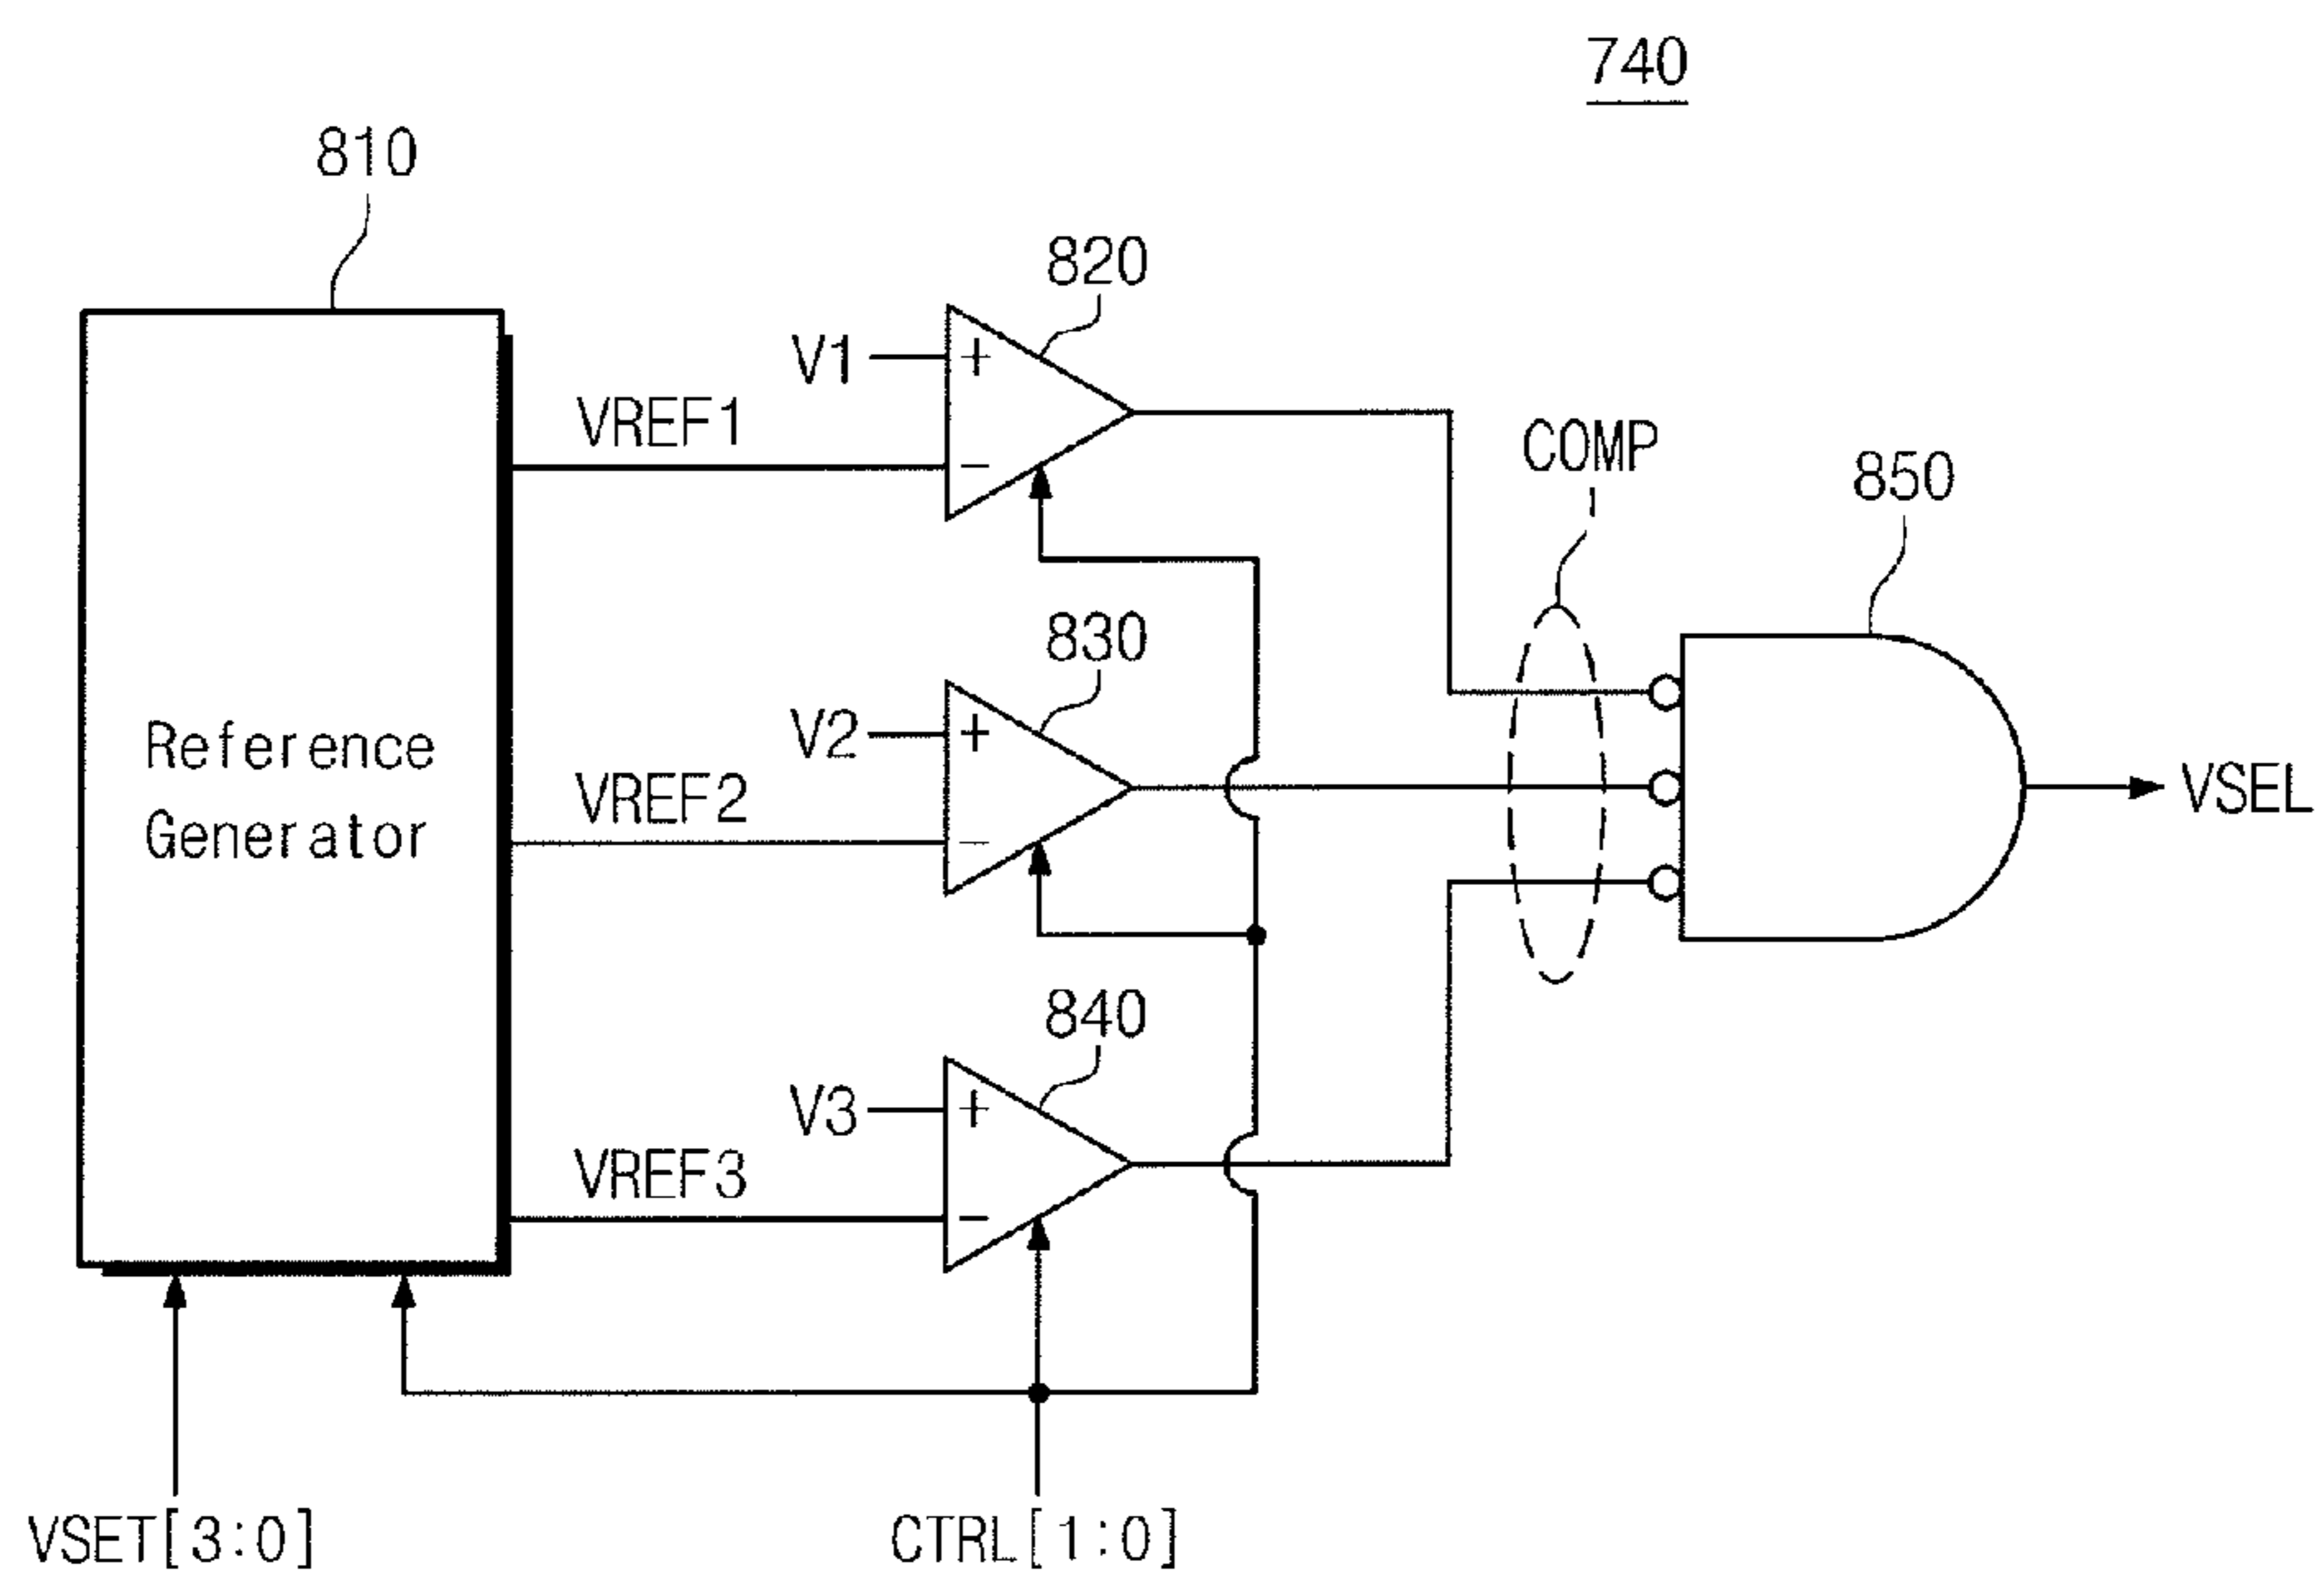 740
810
820
V1
VREF1
COMP
850
830
V2
VREF2
Reference
Generator
VSEL
840
V3
VREF3
VSET[3:0]
CTRL[1:0]
+
-
+
-
+
-